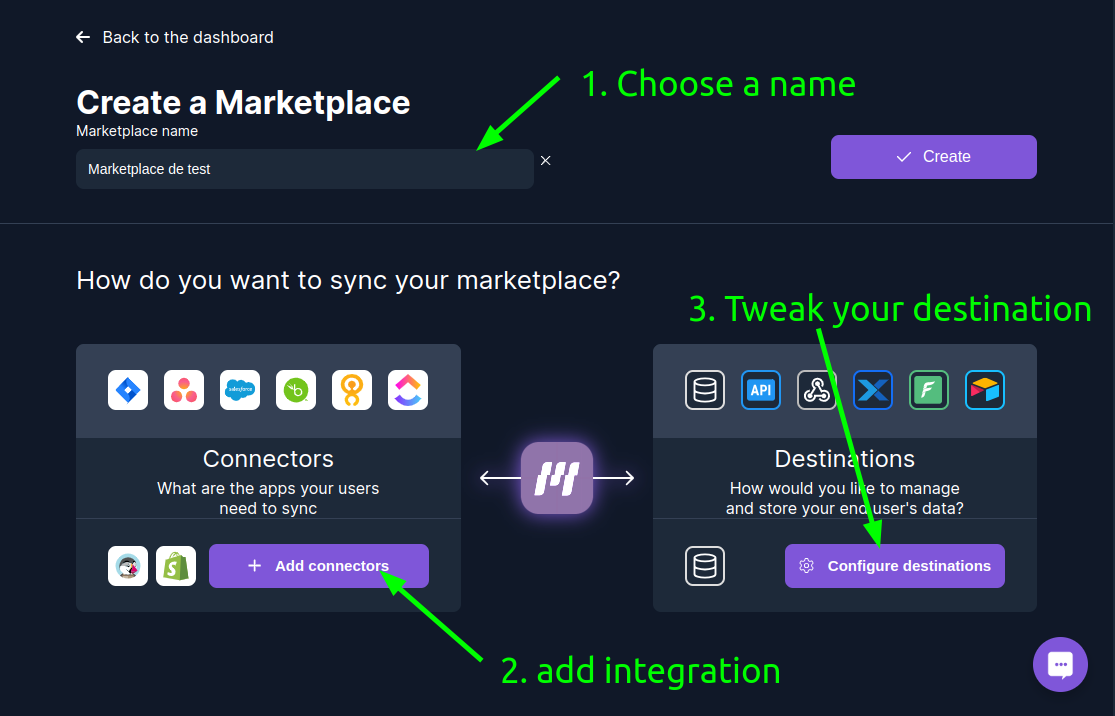 Back to the dashboard
1. Choose a name
Create a Marketplace
Marketplace name
Marketplace de test
Create
How do you want to sync your marketplace?
3. Tweak your destination
salesforce
API
Connectors
What are the apps your users
need to sync
Destinations
How would you like to manage
and store your end user's data?
Add connectors
Configure destinations
2. add integration